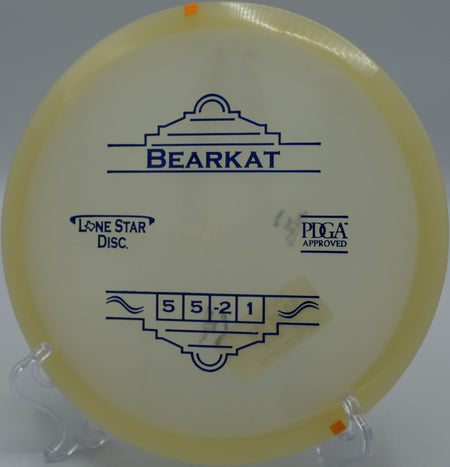 BEARKAT
LONE STAR
DISC.
PDGA
APPROVED
5 5 -2 1